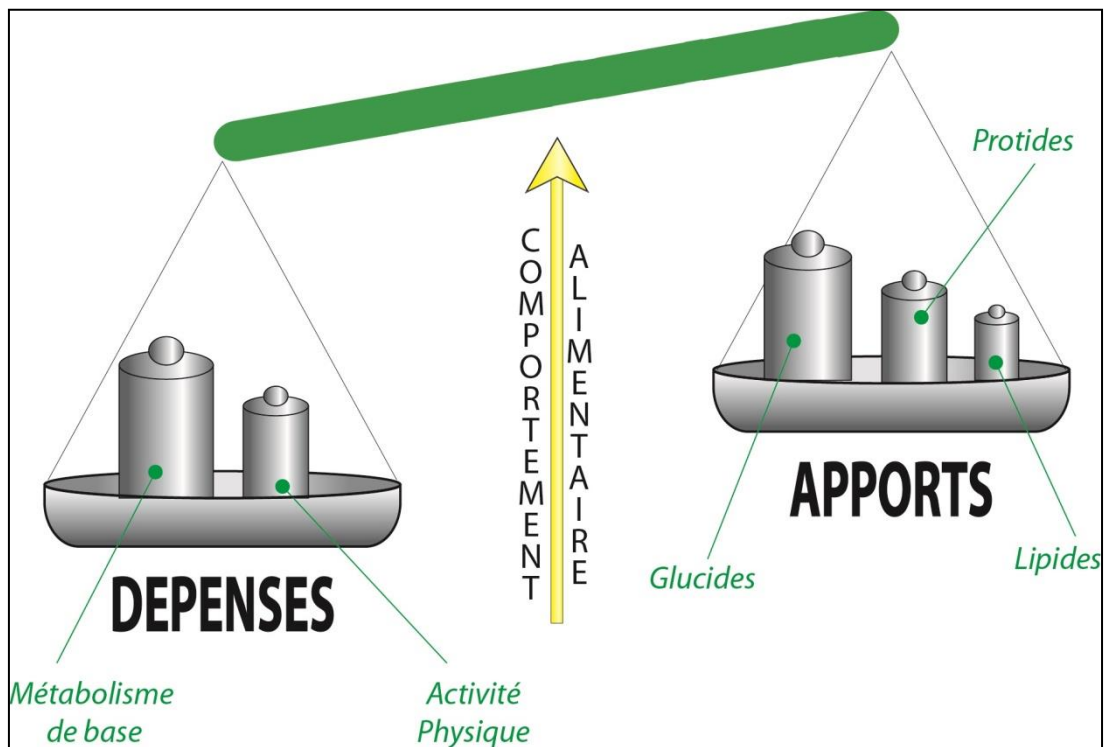 Protides
COMPORTEMENT
ALIMENTAIRE
APPORTS
Glucides
Lipides
DEPENSES
Métabolisme
de base
Activité
Physique